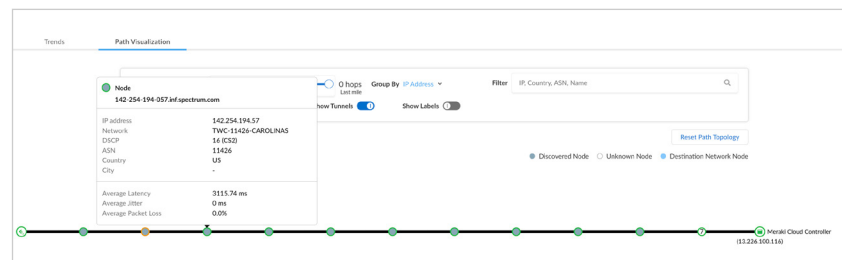 Trends Path Visualization
0 hops Group By IP Address Filter IP, Country, ASN, Name
Last mile
Node
142-254-194-057.inf.spectrum.com
how Tunnels Show Labels
IP address 142.254.194.57
Network TWC-11426-CAROLINAS
DSCP 16 (CS2)
ASN 11426
Country US
City -
Reset Path Topology
Discovered Node Unknown Node Destination Network Node
Average Latency 3115.74 ms
Average Jitter 0 ms
Average Packet Loss 0.0%
7 Meraki Cloud Controller
(13.226.100.116)